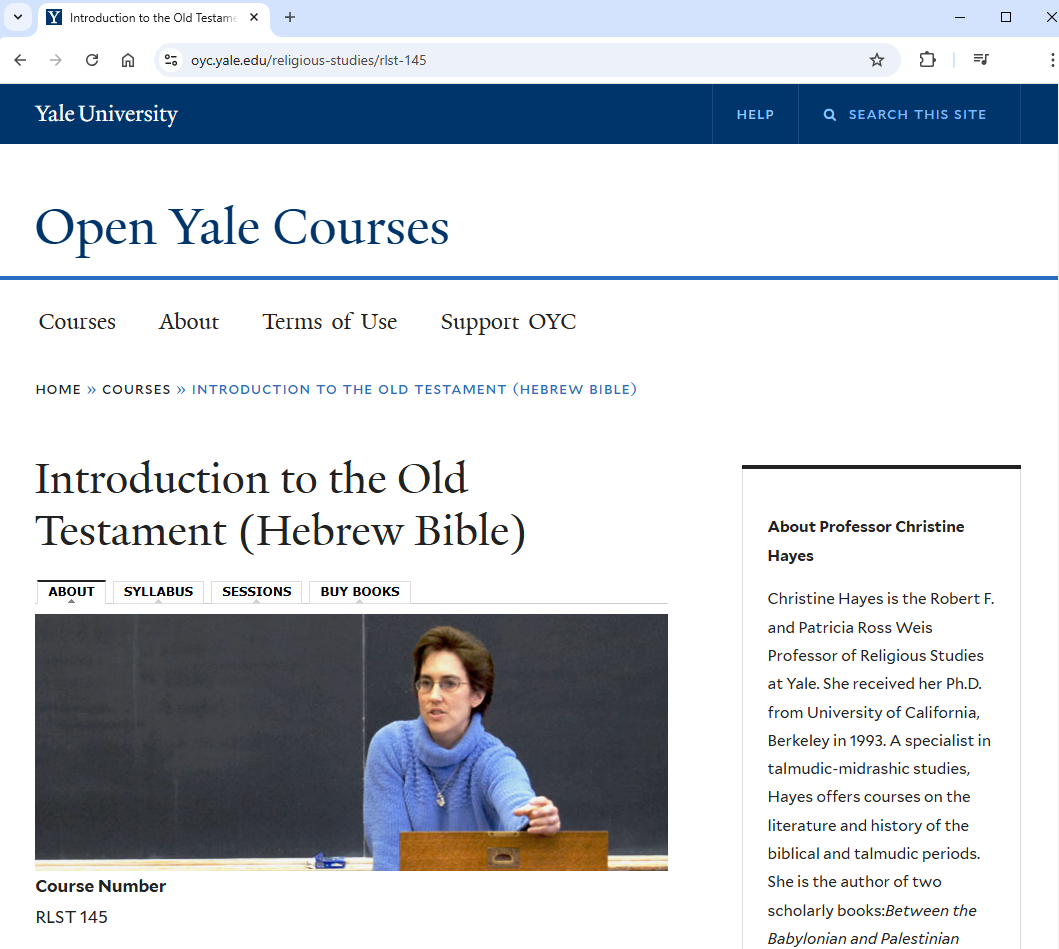 Introduction to the Old Testame
oyc.yale.edu/religious-studies/rlst-145
Yale University
HELP
SEARCH THIS SITE
Open Yale Courses
Courses About Terms of Use Support OYC
HOME » COURSES » INTRODUCTION TO THE OLD TESTAMENT (HEBREW BIBLE)
Introduction to the Old
Testament (Hebrew Bible)
ABOUT SYLLABUS SESSIONS BUY BOOKS
Course Number
RLST 145
About Professor Christine
Hayes
Christine Hayes is the Robert F.
and Patricia Ross Weis
Professor of Religious Studies
at Yale. She received her Ph.D.
from University of California,
Berkeley in 1993. A specialist in
talmudic-midrashic studies,
Hayes offers courses on the
literature and history of the
biblical and talmudic periods.
She is the author of two
scholarly books:Between the
Babylonian and Palestinian